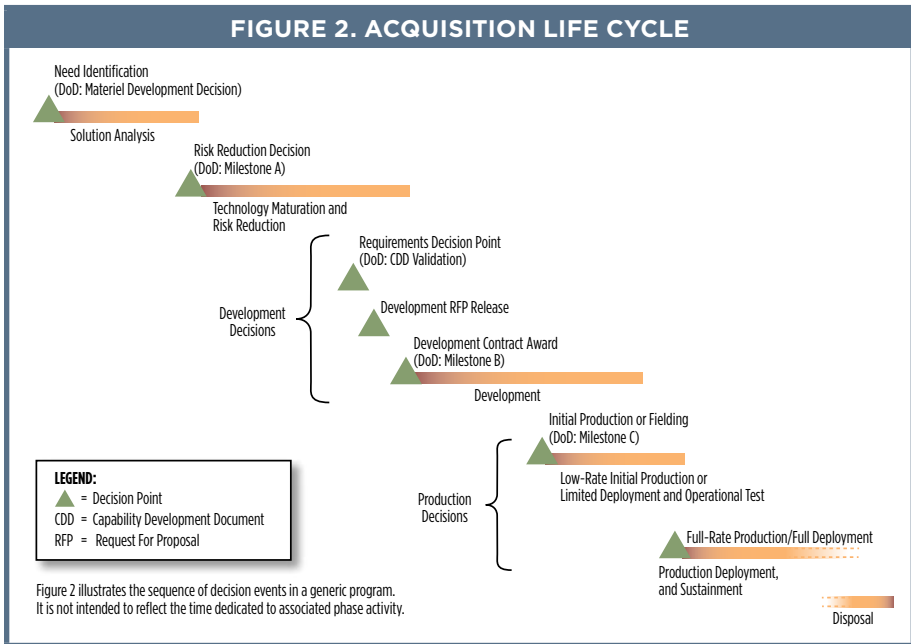 FIGURE 2. ACQUISITION LIFE CYCLE
Need Identification
(DoD: Materiel Development Decision)
Solution Analysis
Risk Reduction Decision
(DoD: Milestone A)
Technology Maturation and
Risk Reduction
Requirements Decision Point
(DoD: CDD Validation)
Development
Decisions
Development RFP Release
Development Contract Award
(DoD: Milestone B)
Development
Initial Production or Fielding
(DoD: Milestone C)
Low-Rate Initial Production or
Limited Deployment and Operational Test
Production
Decisions
Full-Rate Production/Full Deployment
Production Deployment,
and Sustainment
Disposal
LEGEND:
= Decision Point
CDD = Capability Development Document
RFP = Request For Proposal
Figure 2 illustrates the sequence of decision events in a generic program.
It is not intended to reflect the time dedicated to associated phase activity.